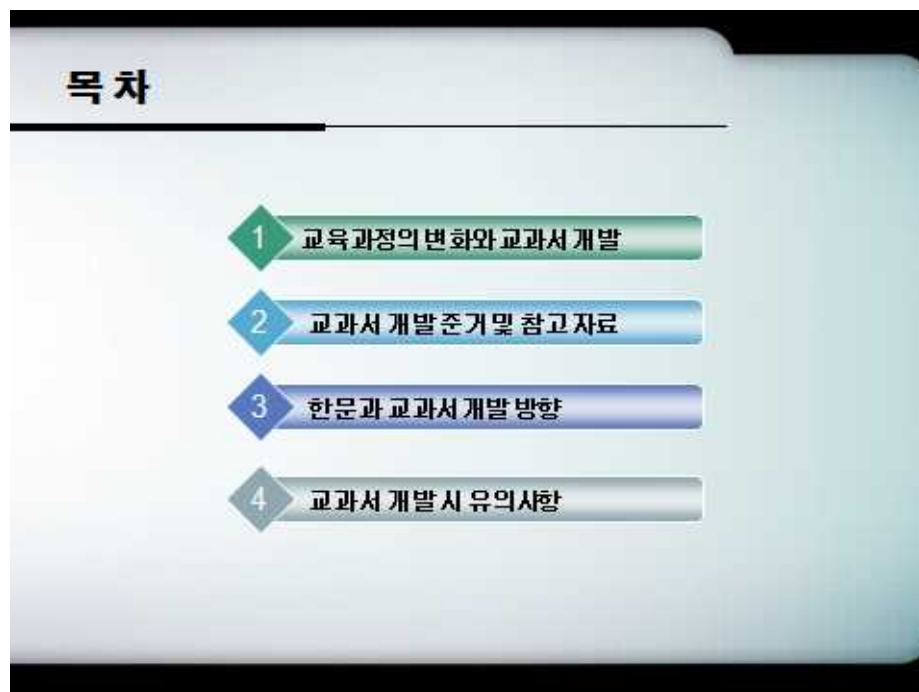 목 차
1 교육과정의 변화와 교과서 개발
2 교과서 개발 준거 및 참고 자료
3 한문과 교과서 개발 방향
4 교과서 개발 시 유의사항